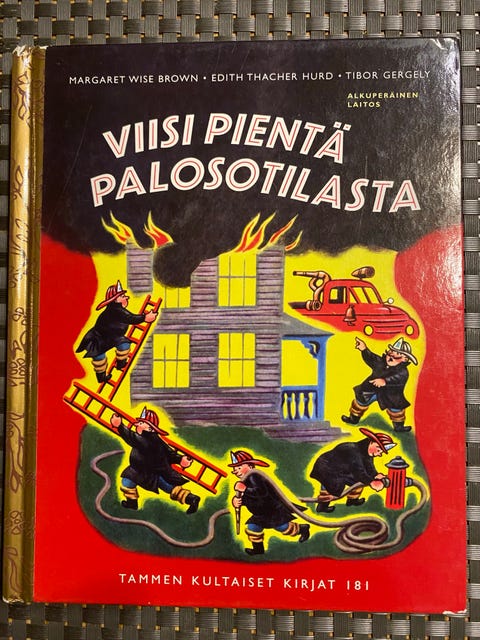 MARGARET WISE BROWN • EDITH THACHER HURD • TIBOR GERGELY
ALKUPERÄINEN
LAITOS
VIISI PIENTÄ
PALOSOTILASTA
TAMMEN KULTAISET KIRJAT 181